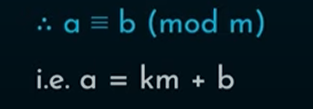 ∴ a ≡ b (mod m)
i.e. a = km + b